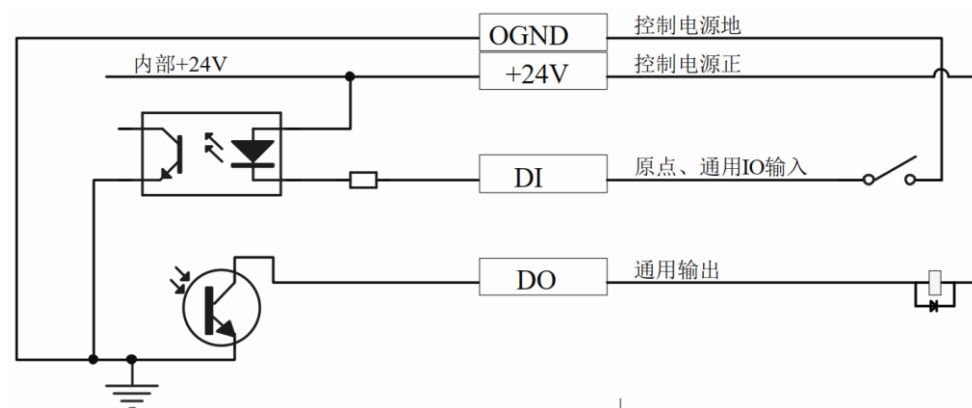 OGND 控制电源地
内部+24V +24V 控制电源正
DI 原点、通用IO输入
DO 通用输出